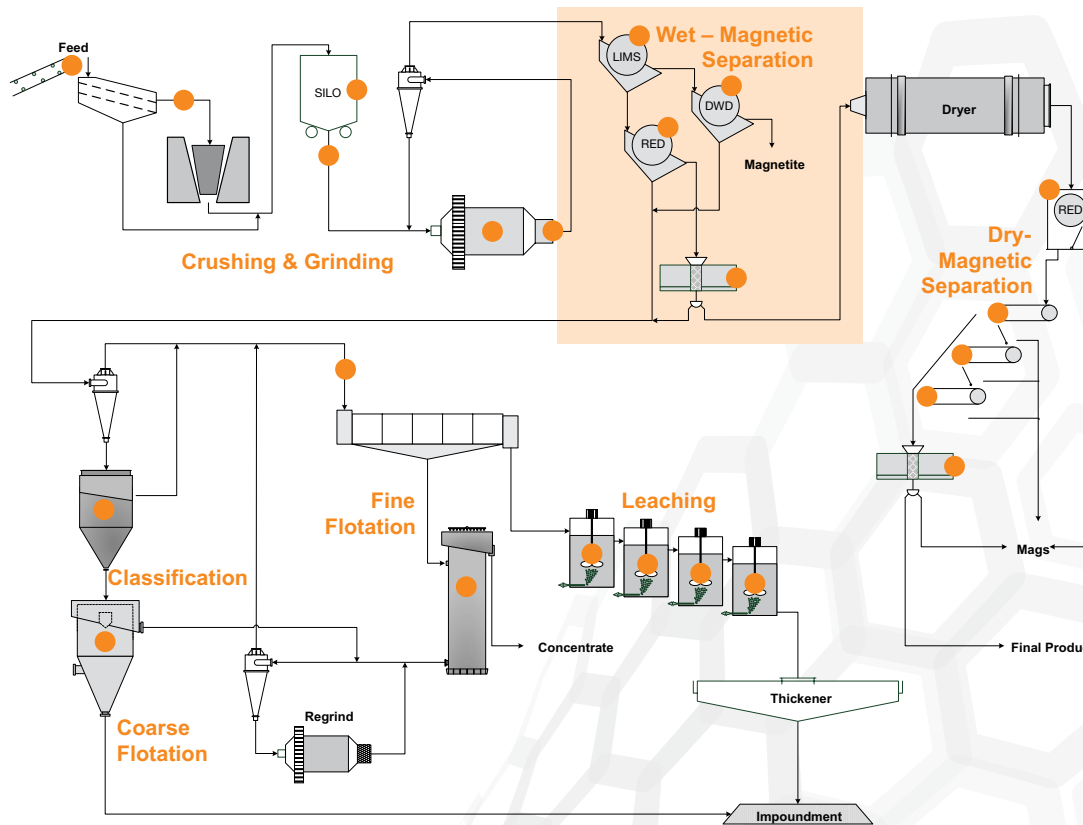 Feed
SILO
Crushing & Grinding
LIMS
Wet – Magnetic
Separation
DWD
RED
Magnetite
Dryer
RED
Dry-
Magnetic
Separation
Fine
Flotation
Leaching
Classification
Mags
Concentrate
Final Produc
Thickener
Regrind
Coarse
Flotation
Impoundment